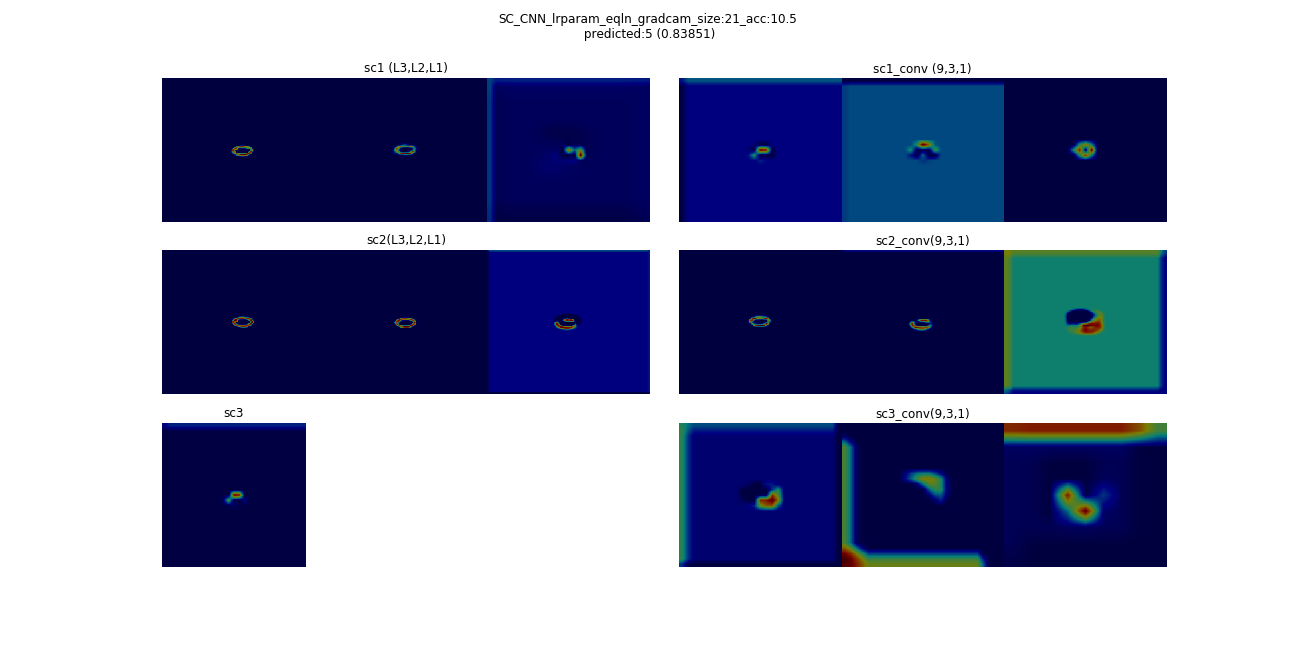 SC_CNN_lrparam_eqln_gradcam_size:21_acc:10.5
predicted:5 (0.83851)
sc1 (L3,L2,L1)
sc1_conv (9,3,1)
sc2(L3,L2,L1)
sc2_conv(9,3,1)
sc3
sc3_conv(9,3,1)